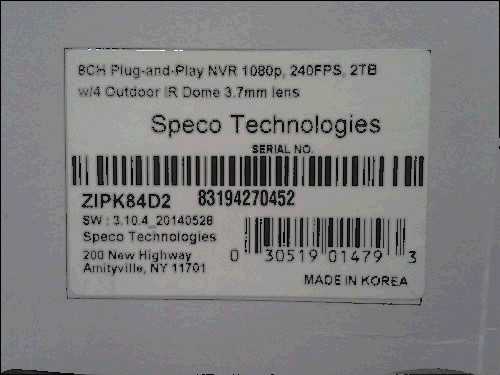 8CH Plug-and-Play NVR 1080p, 240FPS, 2TB
w/4 Outdoor IR Dome 3.7mm lens
Speco Technologies
SERIAL NO.
ZIPK84D2 83194270452
SW : 3.10.4_20140528
Speco Technologies
200 New Highway
Amityville, NY 11701
0 30519 01479 3
MADE IN KOREA